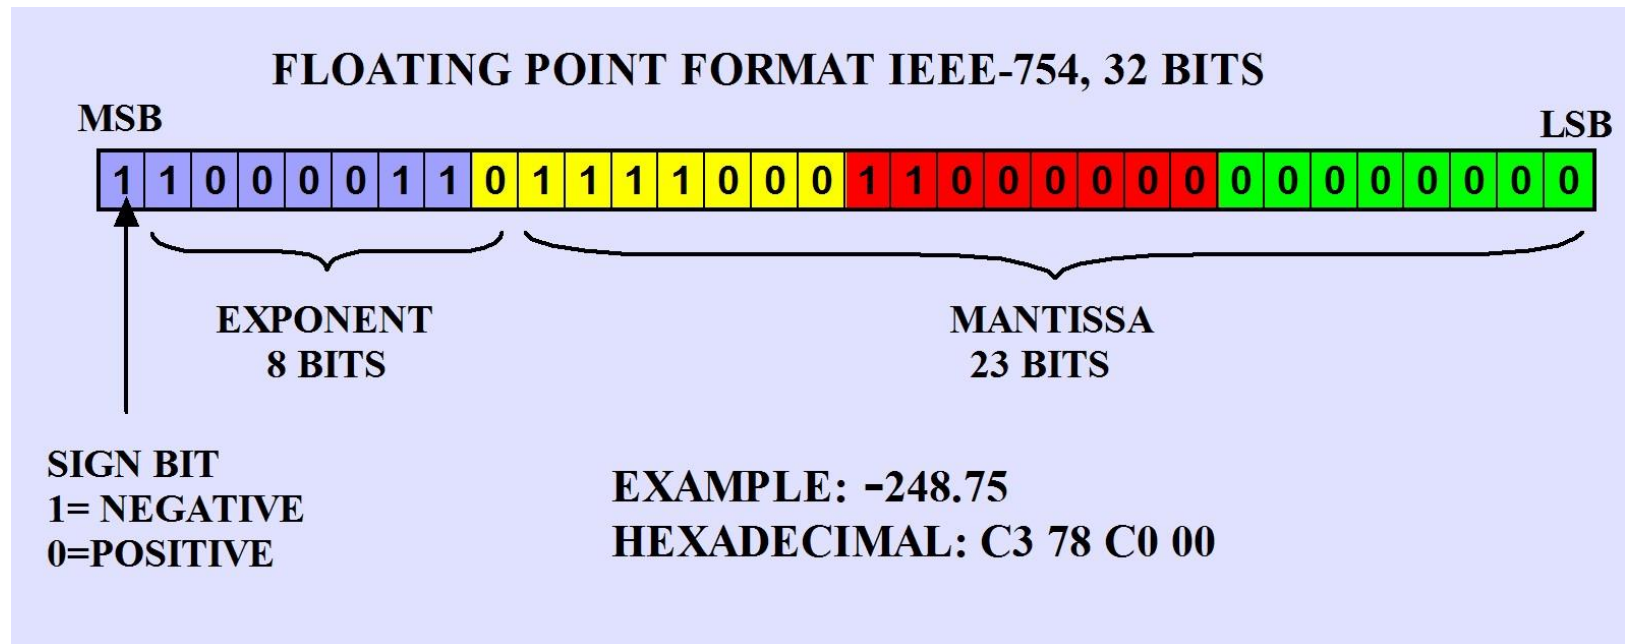 FLOATING POINT FORMAT IEEE-754, 32 BITS
MSB
LSB
1 1 0 0 0 0 1 1 0 1 1 1 1 0 0 0 1 1 0 0 0 0 0 0 0 0 0 0 0 0 0 0
EXPONENT
8 BITS
MANTISSA
23 BITS
SIGN BIT
1= NEGATIVE
0=POSITIVE
EXAMPLE: -248.75
HEXADECIMAL: C3 78 C0 00